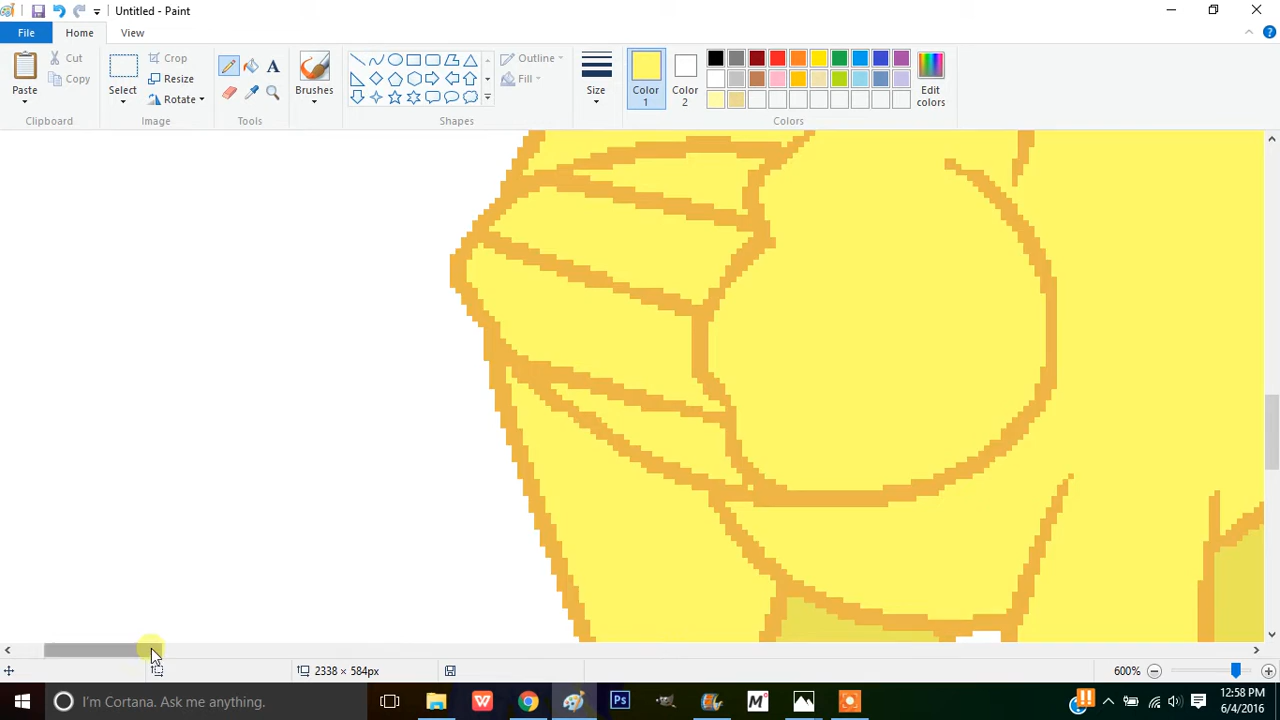 Untitled - Paint
File
Home
View
Paste
Cut
Copy
Clipboard
Select
Crop
Resize
Rotate
Image
A
Tools
Brushes
Outline
Fill
Shapes
Size
Color 1
Color 2
Edit colors
Colors
2338 × 584px
600%
I'm Cortana. Ask me anything.
W
Ps
M
12:58 PM
6/4/2016